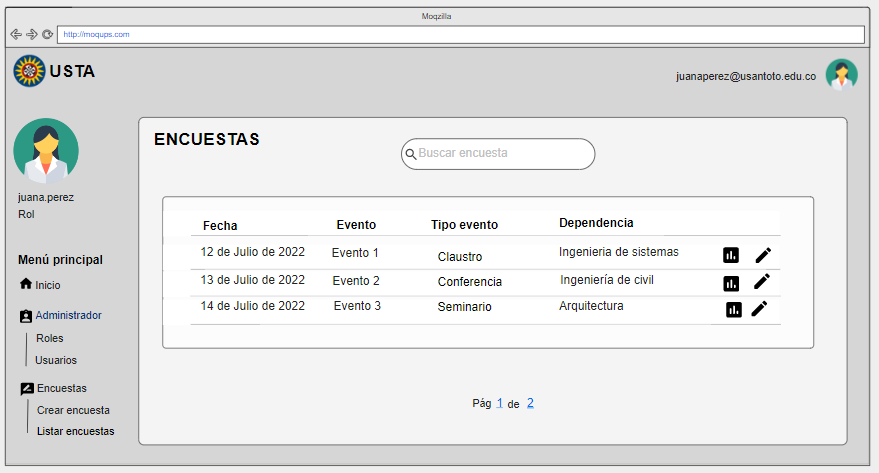 Moqzilla
http://moqups.com
USTA
juanaperez@usantoto.edu.co
juana.perez
Rol
Menú principal
Inicio
Administrador
Roles
Usuarios
Encuestas
Crear encuesta
Listar encuestas
ENCUESTAS
Buscar encuesta
Fecha Evento Tipo evento Dependencia
12 de Julio de 2022 Evento 1 Claustro Ingenieria de sistemas
13 de Julio de 2022 Evento 2 Conferencia Ingeniería de civil
14 de Julio de 2022 Evento 3 Seminario Arquitectura
Pág 1 de 2